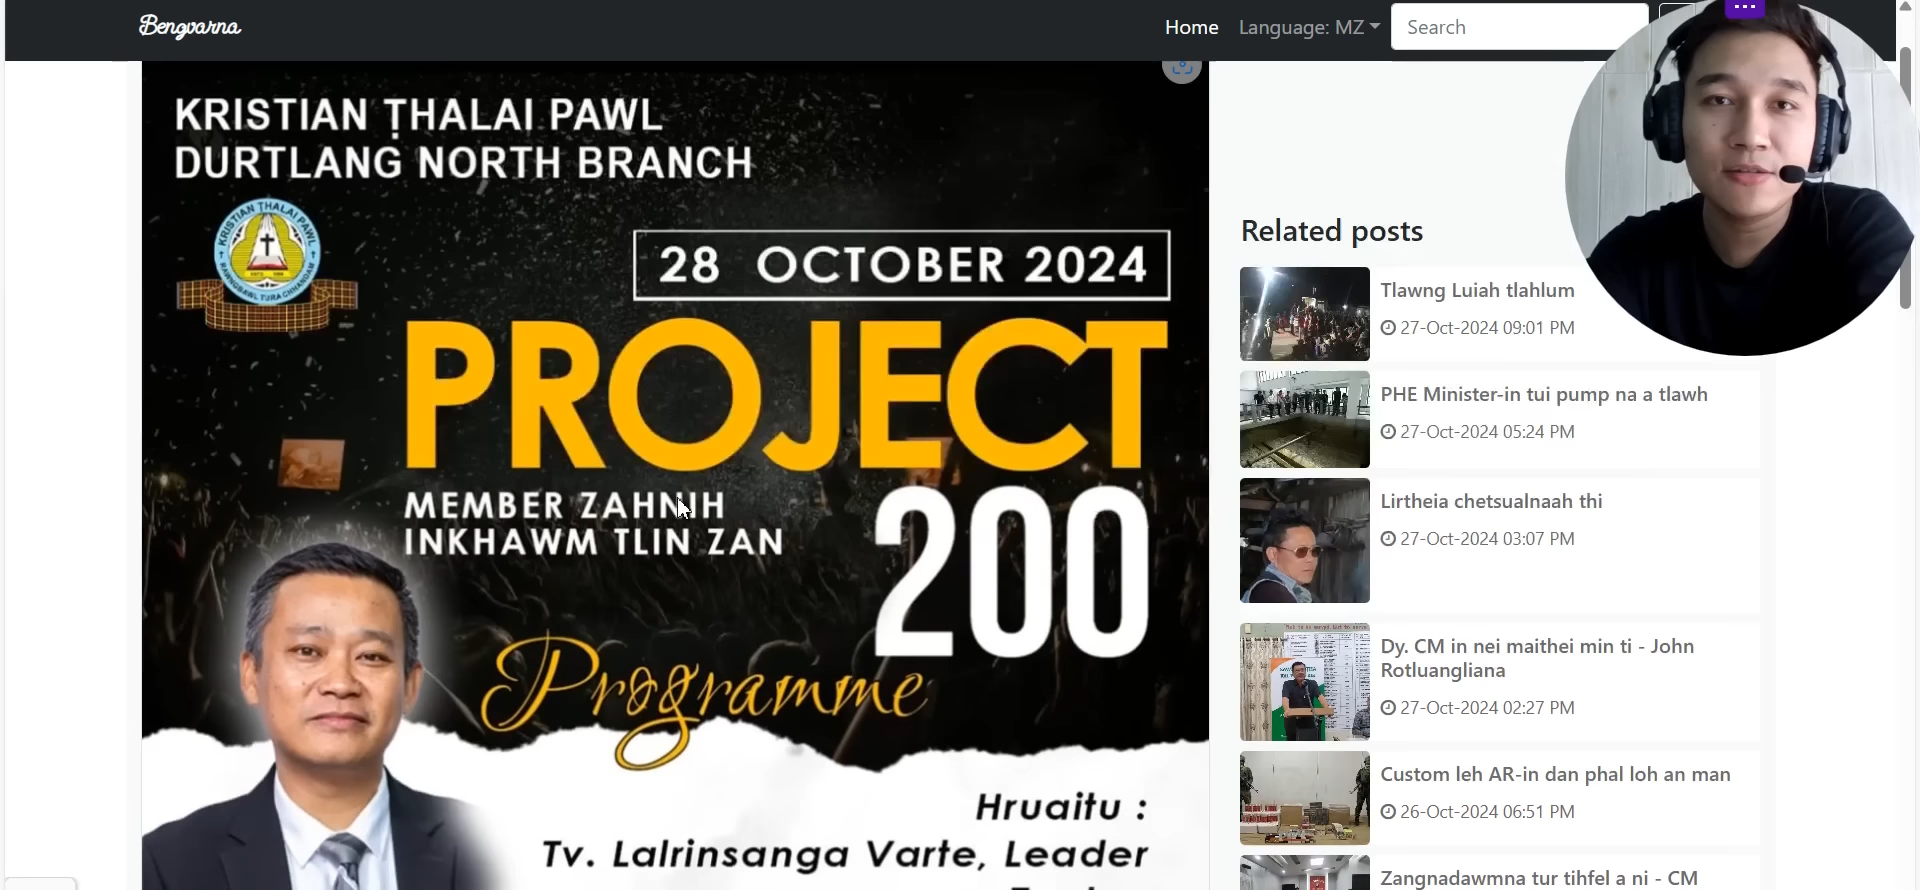 Bengvarna
Home
Language: MZ
Search
KRISTIAN ṬHALAI PAWL
DURTLANG NORTH BRANCH
KRISTIAN THALAI PAWL
28 OCTOBER 2024
PROJECT
200
MEMBER ZAHNIH
INKHAWM TLIN ZAN
Programme
Hruaitu :
Tv. Lalrinsanga Varte, Leader
Related posts
Tlawng Luiah tlahlum
27-Oct-2024 09:01 PM
PHE Minister-in tui pump na a tlawh
27-Oct-2024 05:24 PM
Lirtheia chetsualnaah thi
27-Oct-2024 03:07 PM
Dy. CM in nei maithei min ti - John
Rotluangliana
27-Oct-2024 02:27 PM
Custom leh AR-in dan phal loh an man
26-Oct-2024 06:51 PM
Zangnadawmna tur tihfel a ni - CM